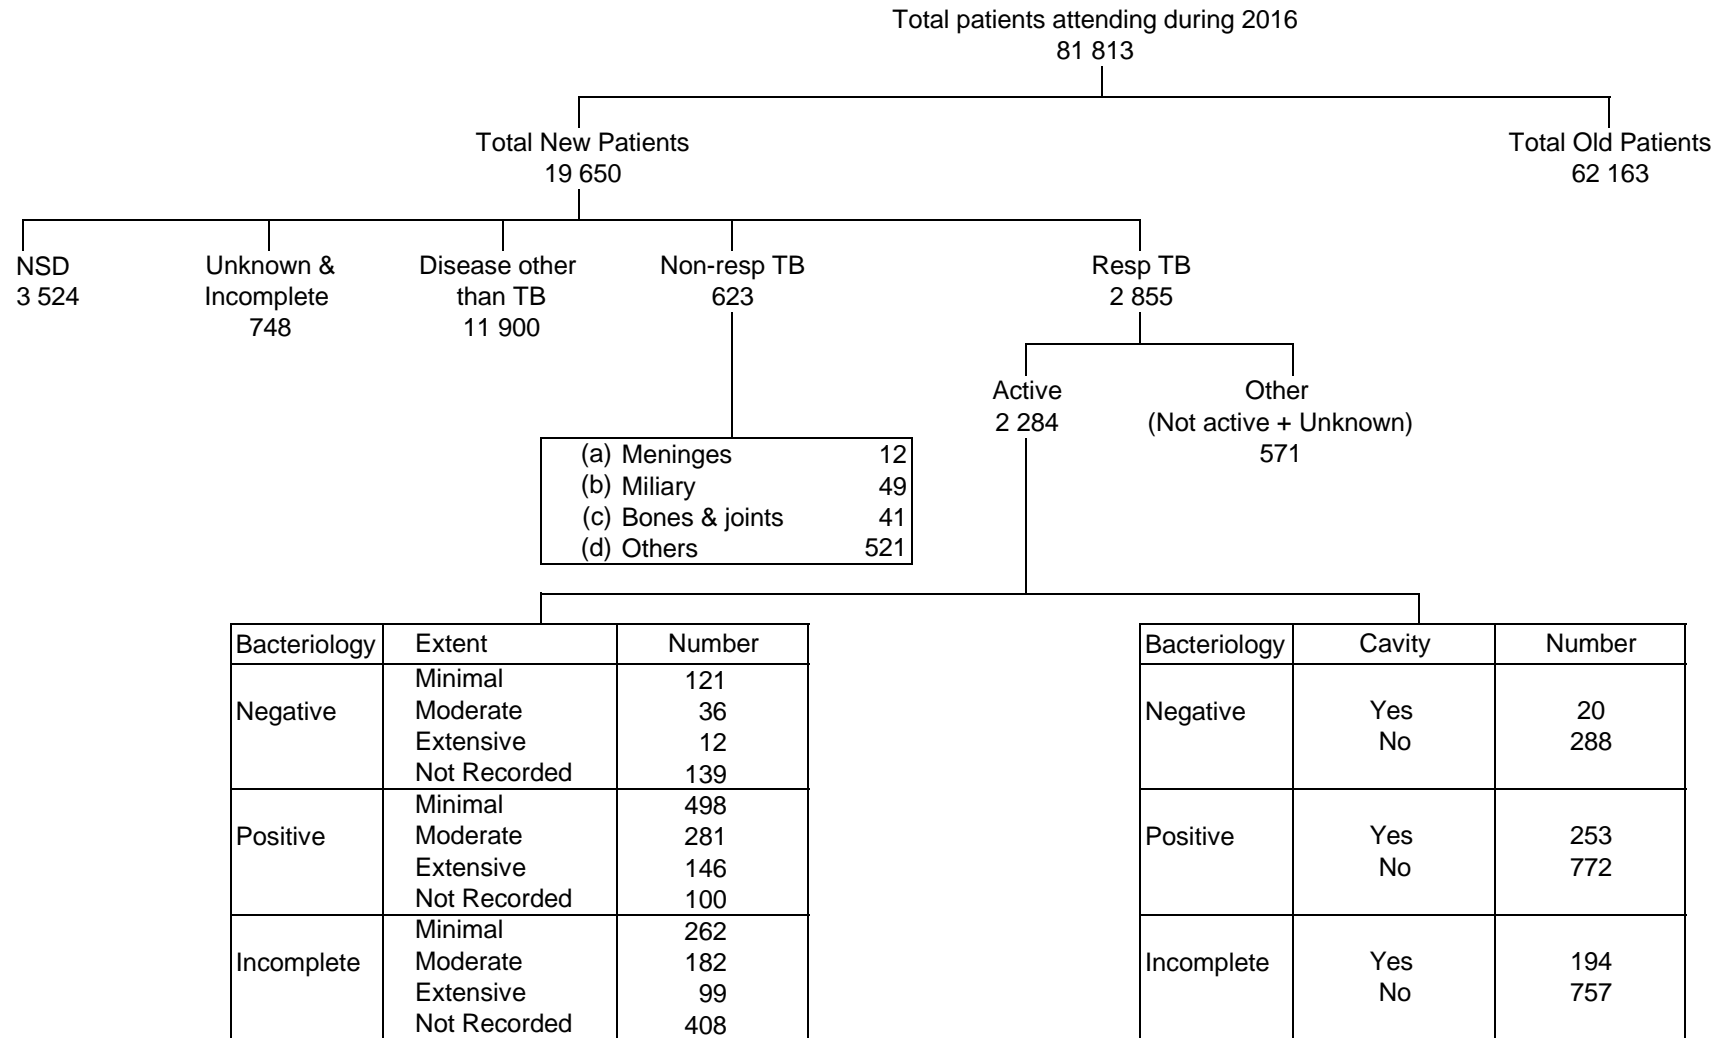 Total patients attending during 2016
81 813
Total New Patients
19 650
Total Old Patients
62 163
NSD
3 524
Unknown &
Incomplete
748
Disease other
than TB
11 900
Non-resp TB
623
Resp TB
2 855
Active
2 284
Other
(Not active + Unknown)
571
(a) Meninges 12
(b) Miliary 49
(c) Bones & joints 41
(d) Others 521
Bacteriology Extent Number
Minimal 121
Negative Moderate 36
Extensive 12
Not Recorded 139
Minimal 498
Positive Moderate 281
Extensive 146
Not Recorded 100
Minimal 262
Incomplete Moderate 182
Extensive 99
Not Recorded 408
Bacteriology Cavity Number
Negative Yes 20
No 288
Positive Yes 253
No 772
Incomplete Yes 194
No 757